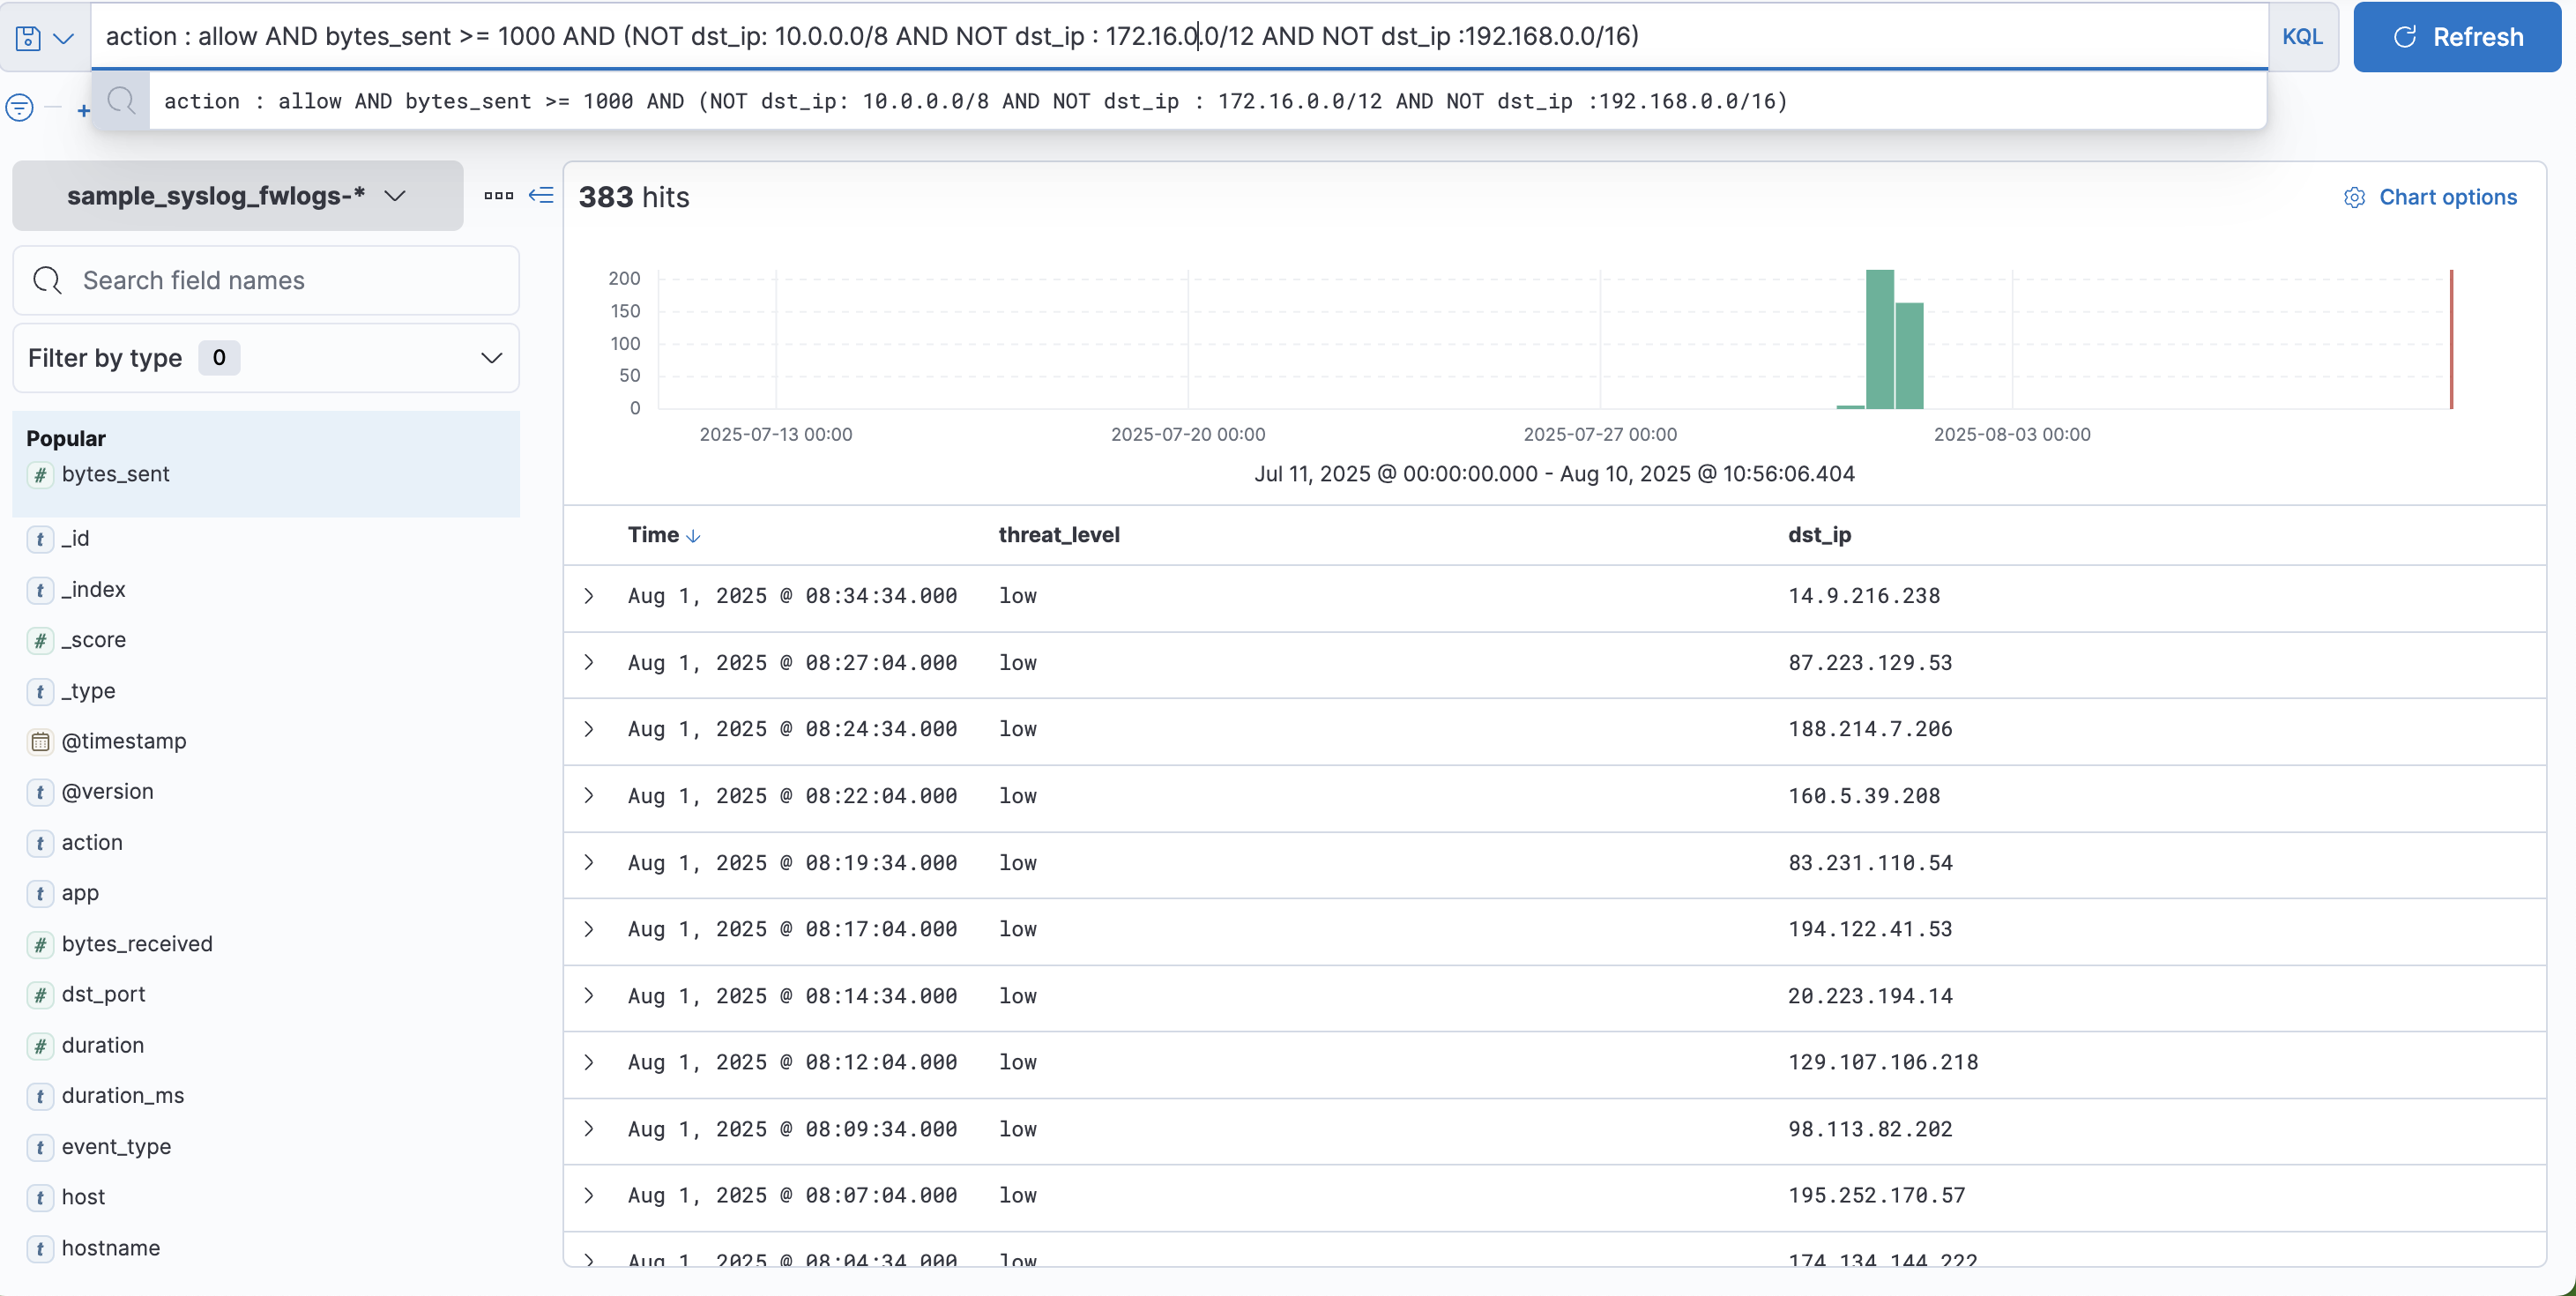 action : allow AND bytes_sent >= 1000 AND (NOT dst_ip: 10.0.0.0/8 AND NOT dst_ip : 172.16.0.0/12 AND NOT dst_ip :192.168.0.0/16)
KQL
Refresh
action : allow AND bytes_sent >= 1000 AND (NOT dst_ip: 10.0.0.0/8 AND NOT dst_ip : 172.16.0.0/12 AND NOT dst_ip :192.168.0.0/16)
sample_syslog_fwlogs-*
Search field names
Filter by type 0
Popular
# bytes_sent
t _id
t _index
# _score
t _type
@timestamp
t @version
t action
t app
# bytes_received
# dst_port
# duration
t duration_ms
t event_type
t host
t hostname
383 hits
Chart options
200
150
100
50
0
2025-07-13 00:00 2025-07-20 00:00 2025-07-27 00:00 2025-08-03 00:00
Jul 11, 2025 @ 00:00:00.000 - Aug 10, 2025 @ 10:56:06.404
Time threat_level dst_ip
Aug 1, 2025 @ 08:34:34.000 low 14.9.216.238
Aug 1, 2025 @ 08:27:04.000 low 87.223.129.53
Aug 1, 2025 @ 08:24:34.000 low 188.214.7.206
Aug 1, 2025 @ 08:22:04.000 low 160.5.39.208
Aug 1, 2025 @ 08:19:34.000 low 83.231.110.54
Aug 1, 2025 @ 08:17:04.000 low 194.122.41.53
Aug 1, 2025 @ 08:14:34.000 low 20.223.194.14
Aug 1, 2025 @ 08:12:04.000 low 129.107.106.218
Aug 1, 2025 @ 08:09:34.000 low 98.113.82.202
Aug 1, 2025 @ 08:07:04.000 low 195.252.170.57
Aug 1, 2025 @ 08:04:34.000 low 174.134.144.222